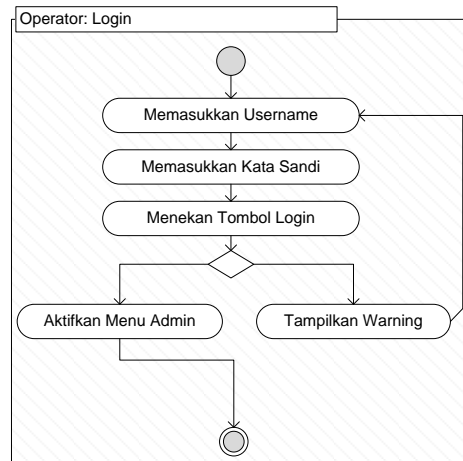 Operator: Login
Memasukkan Username
Memasukkan Kata Sandi
Menekan Tombol Login
Aktifkan Menu Admin
Tampilkan Warning